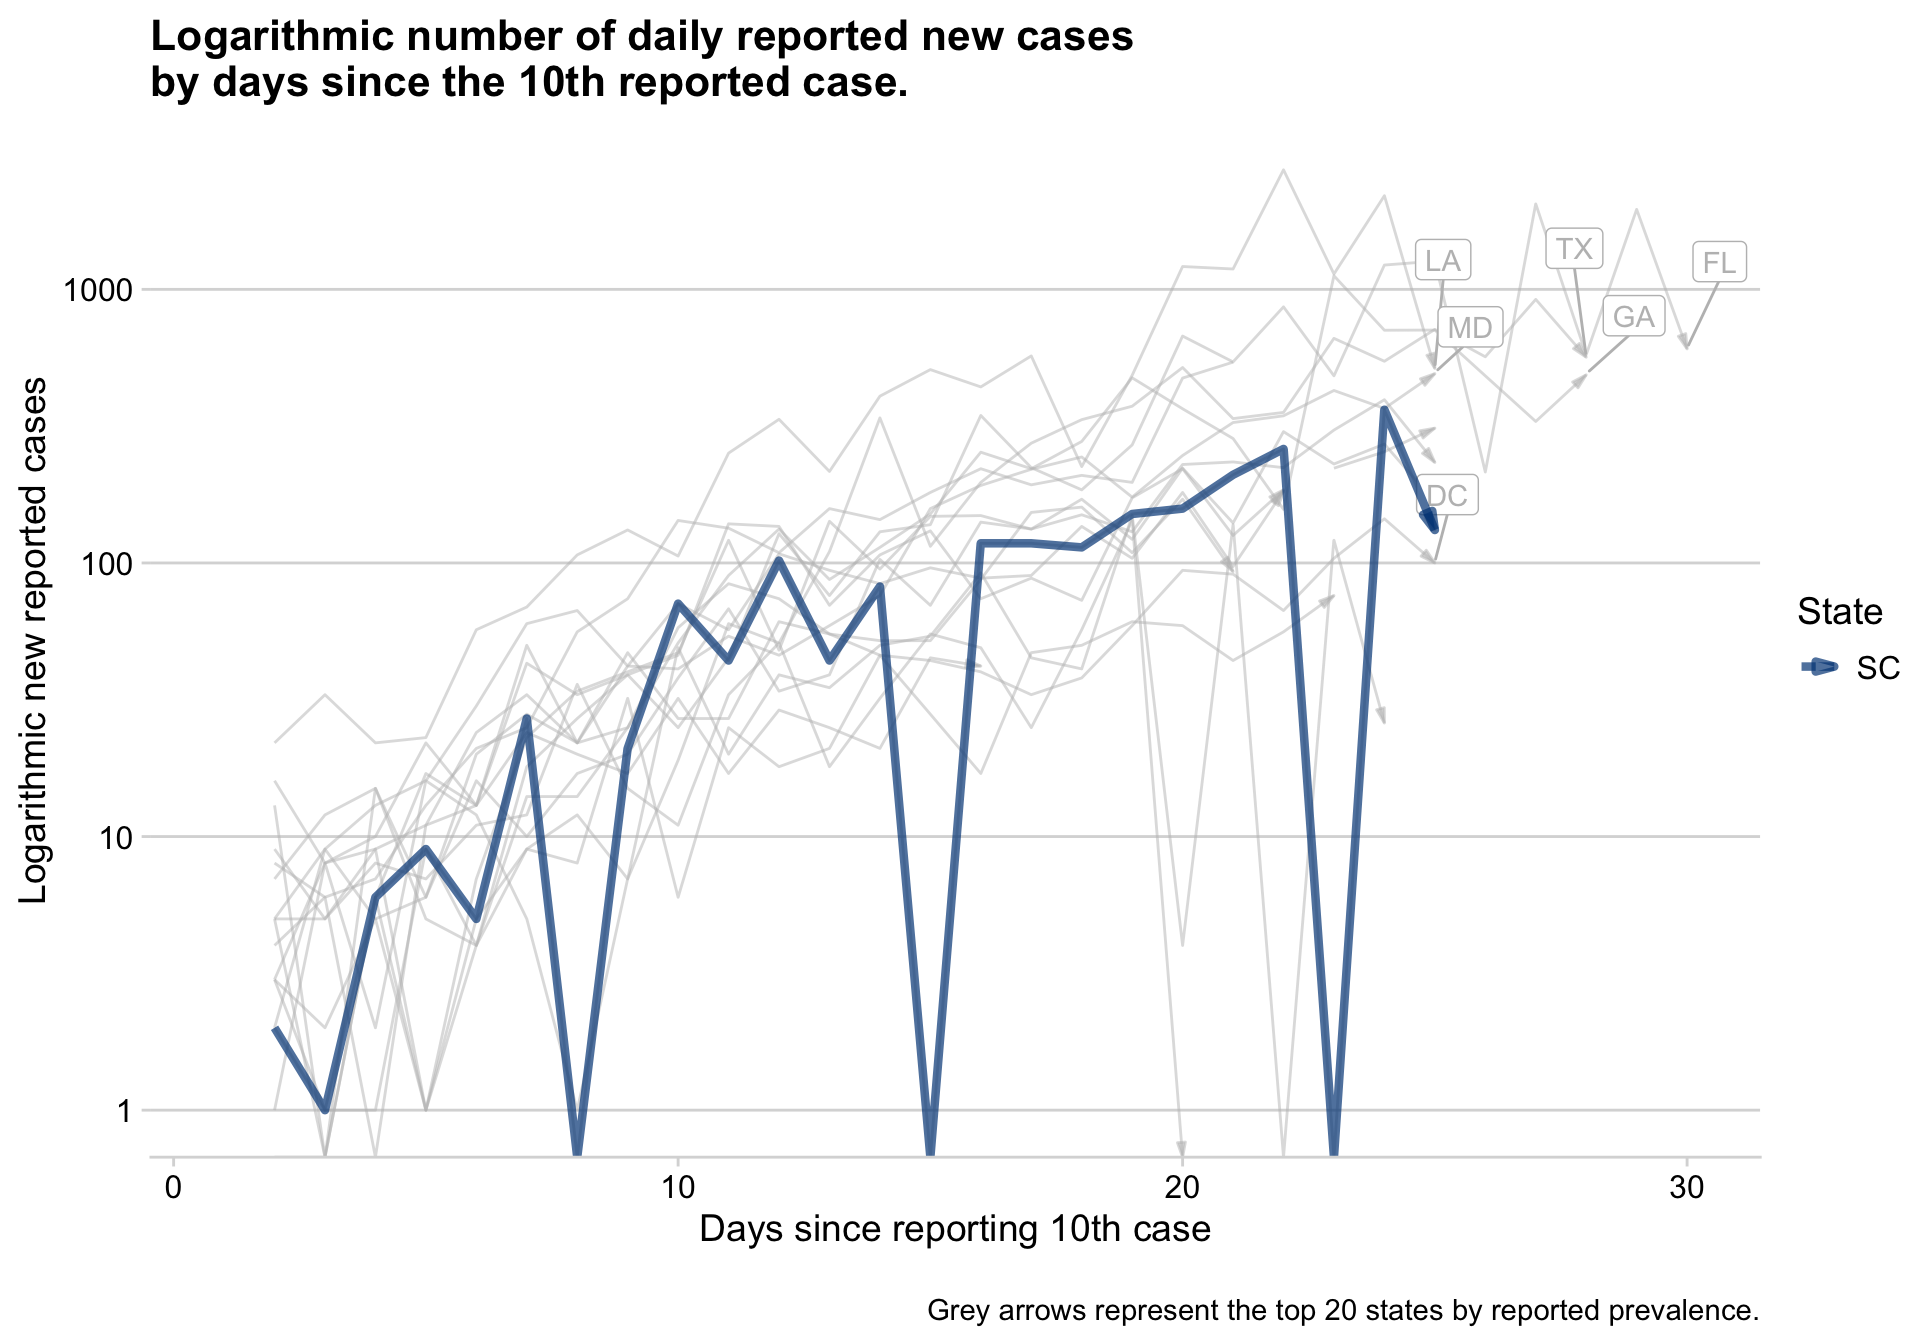 Logarithmic number of daily reported new cases
by days since the 10th reported case.
Logarithmic new reported cases
1000
100
10
1
LA
TX
FL
MD
GA
DC
State
SC
0
10
20
30
Days since reporting 10th case
Grey arrows represent the top 20 states by reported prevalence.